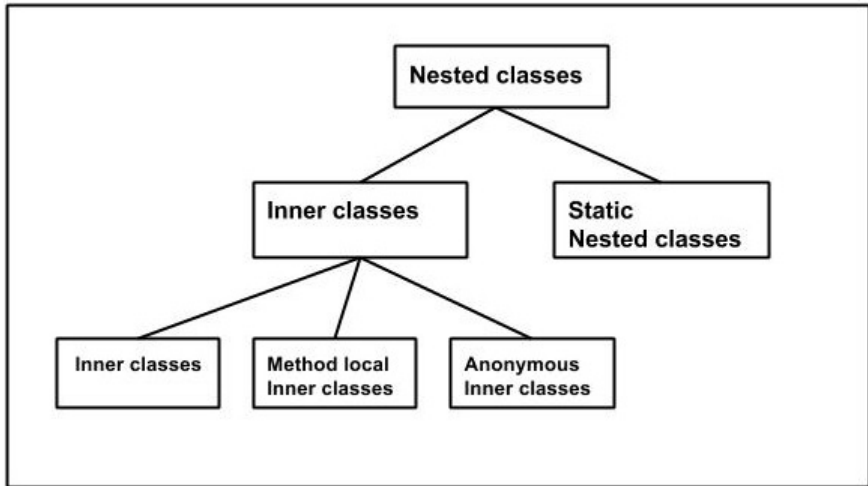 Nested classes
Inner classes
Static
Nested classes
Inner classes
Method local
Inner classes
Anonymous
Inner classes